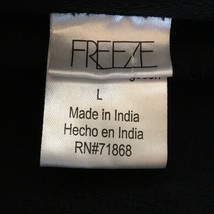 FREEZE
L
Made in India
Hecho en India
RN#71868